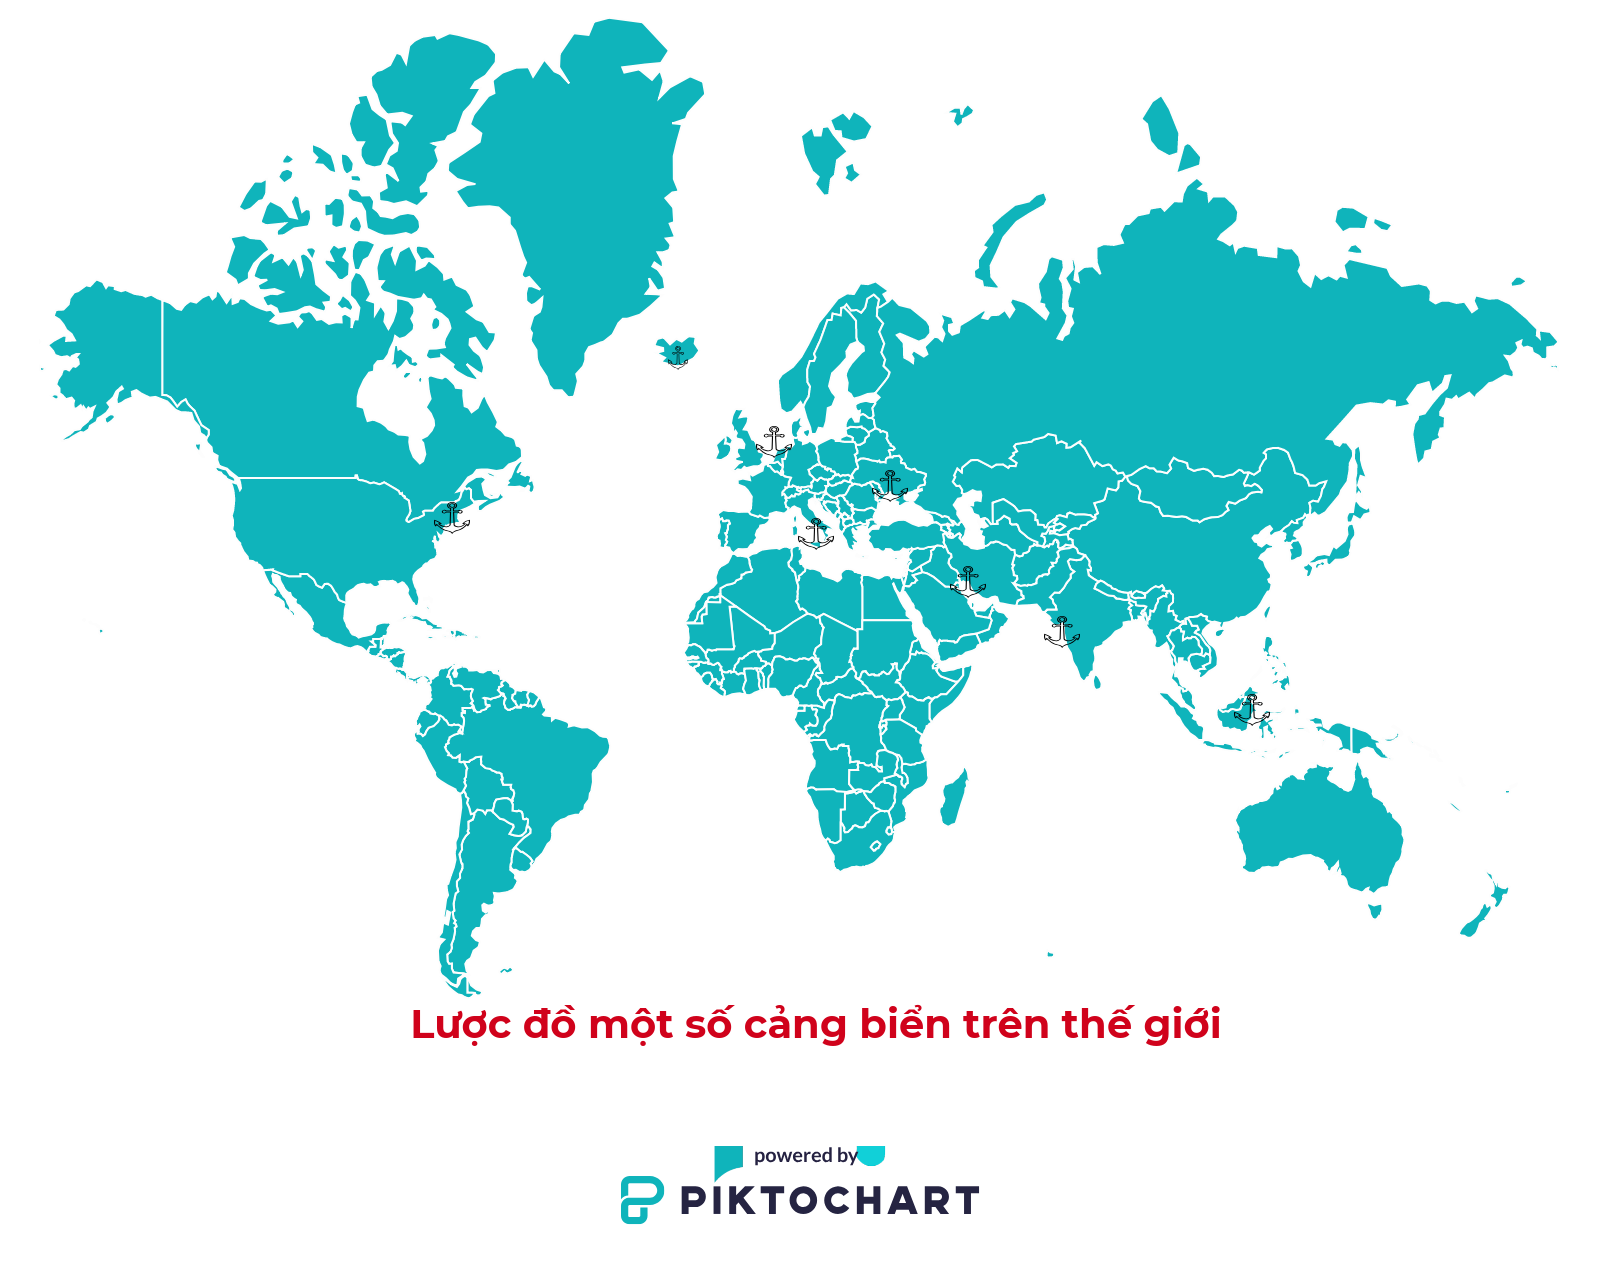 Lược đồ một số cảng biển trên thế giới
powered by
PIKTOCHART